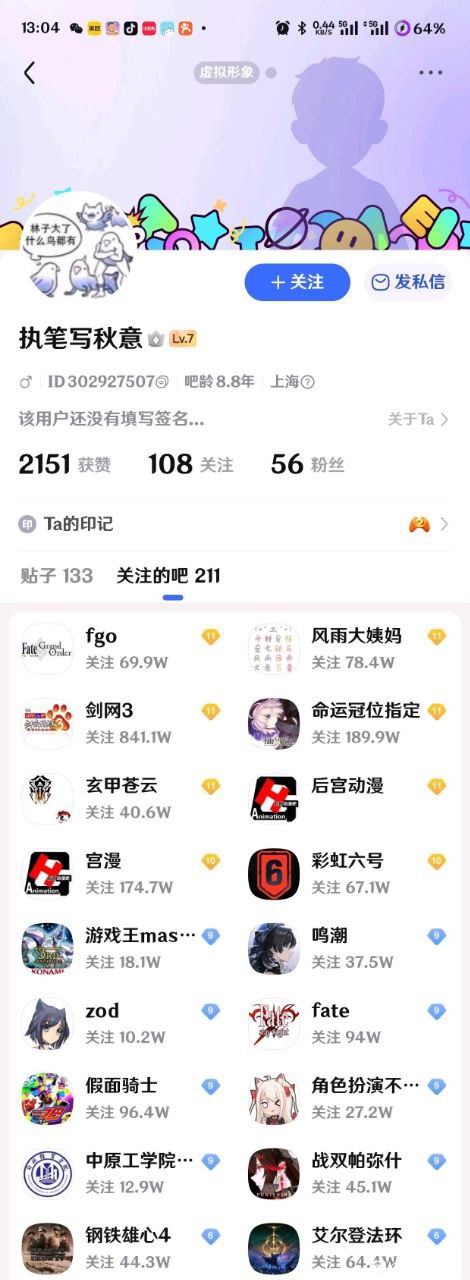 13:04
0.44 KB/S 5G 5G 64%
虚拟形象
林子大了
什么鸟都有
+ 关注 发私信
执笔写秋意 Lv.7
ID 302927507 吧龄 8.8年 上海
该用户还没有填写签名... 关于Ta
2151 获赞 108 关注 56 粉丝
印 Ta的印记 2
贴子 133 关注的吧 211
fgo 11 风雨大姨妈 11
关注 69.9W 关注 78.4W
剑网3 11 命运冠位指定 11
关注 841.1W 关注 189.9W
玄甲苍云 11 后宫动漫 11
关注 40.6W
宫漫 10 彩虹六号 10
关注 174.7W 关注 67.1W
游戏王mas... 9 鸣潮 9
关注 18.1W 关注 37.5W
zod 9 fate 9
关注 10.2W 关注 94W
假面骑士 9 角色扮演不... 9
关注 96.4W 关注 27.2W
中原工学院... 9 战双帕弥什 9
关注 12.9W 关注 45.1W
钢铁雄心4 6 艾尔登法环 6
关注 44.3W 关注 64.4W